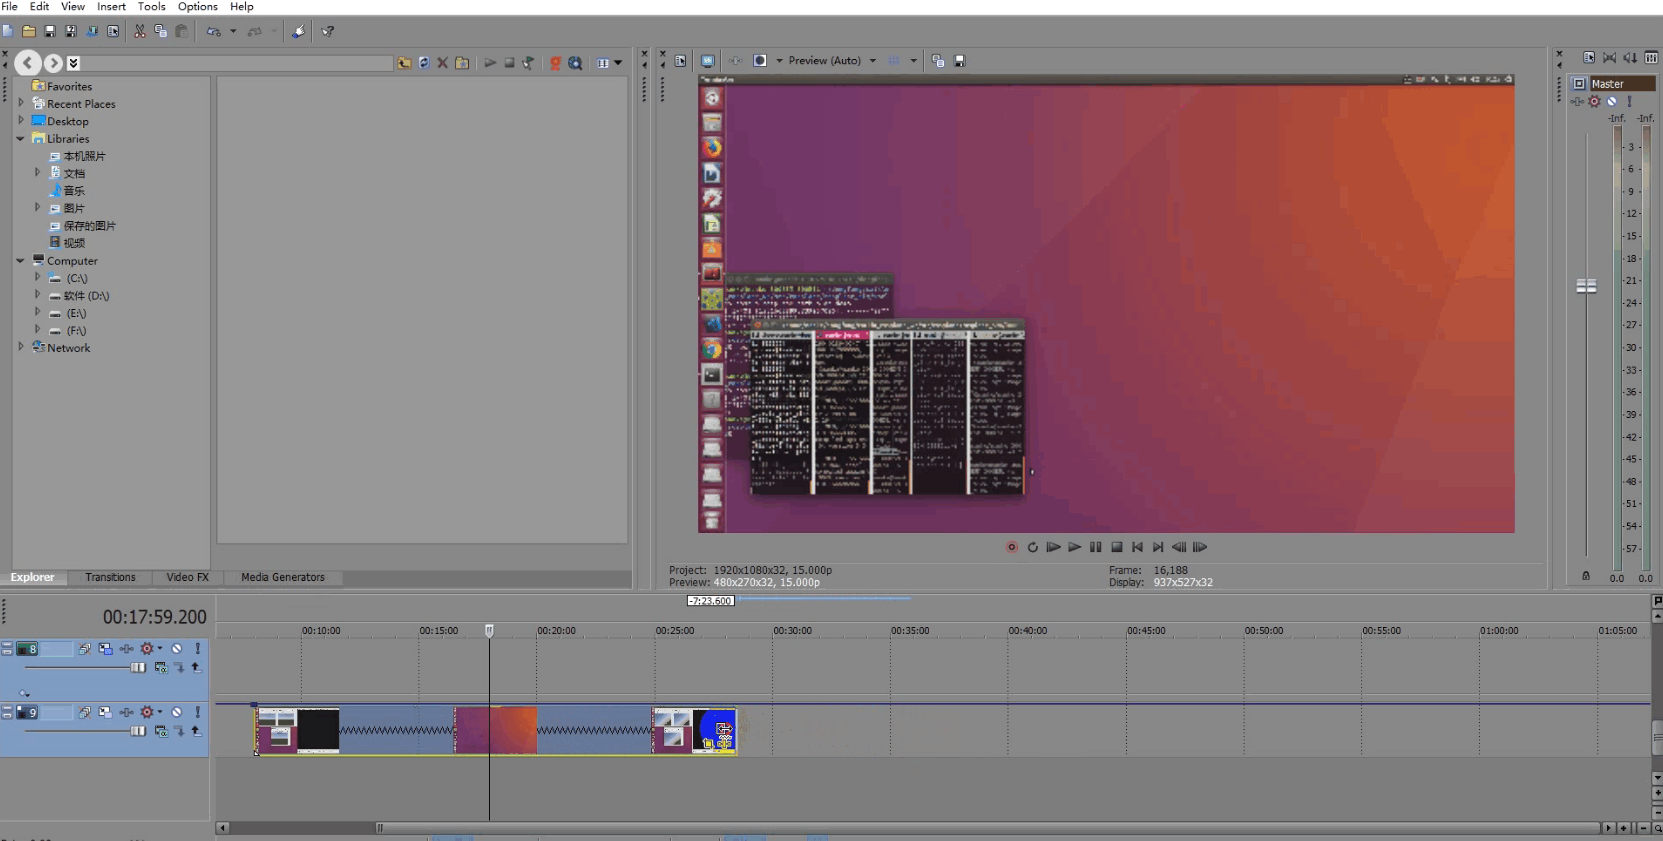 File Edit View Insert Tools Options Help
Favorites
Recent Places
Desktop
Libraries
本机照片
文档
音乐
图片
保存的图片
视频
Computer
(C:\)
软件 (D:\)
(E:\)
(F:\)
Network
Explorer Transitions Video FX Media Generators
Preview (Auto)
Project: 1920x1080x32, 15.000p
Preview: 480x270x32, 15.000p
Frame: 16,188
Display: 937x527x32
Master
-Inf. -Inf.
3
6
9
12
15
18
21
24
27
30
33
36
39
42
45
48
51
54
57
0.0 0.0
-7:23.600
00:17:59.200
00:10:00 00:15:00 00:20:00 00:25:00 00:30:00 00:35:00 00:40:00 00:45:00 00:50:00 00:55:00 01:00:00 01:05:00
8
9